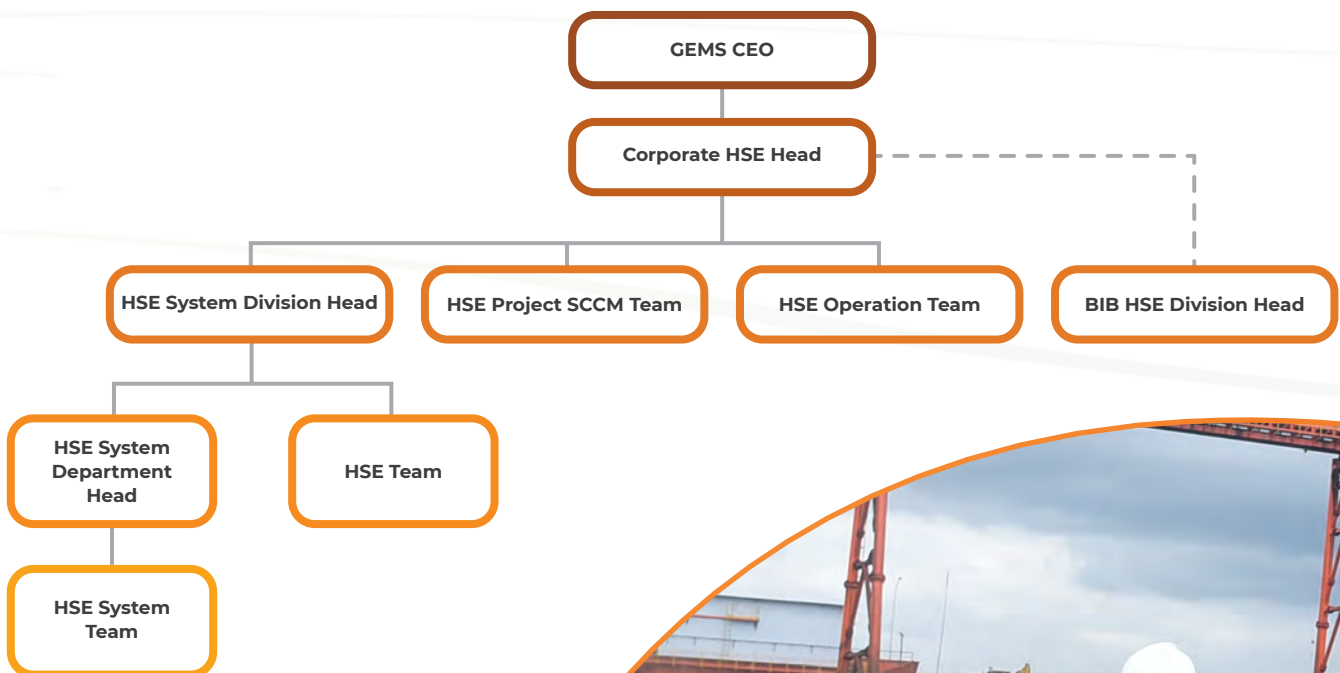 GEMS CEO
Corporate HSE Head
HSE System Division Head
HSE Project SCCM Team
HSE Operation Team
BIB HSE Division Head
HSE System
Department
Head
HSE Team
HSE System
Team